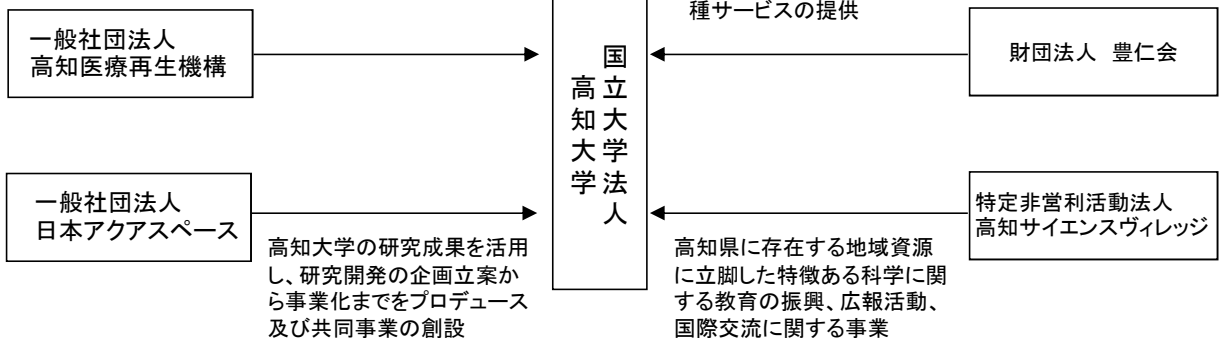 種サービスの提供
一般社団法人
高知医療再生機構
国立大学法人
高知大学
財団法人 豊仁会
一般社団法人
日本アクアスペース
特定非営利活動法人
高知サイエンスヴィレッジ
高知大学の研究成果を活用
し、研究開発の企画立案か
ら事業化までをプロデュース
及び共同事業の創設
高知県に存在する地域資源
に立脚した特徴ある科学に関
する教育の振興、広報活動、
国際交流に関する事業